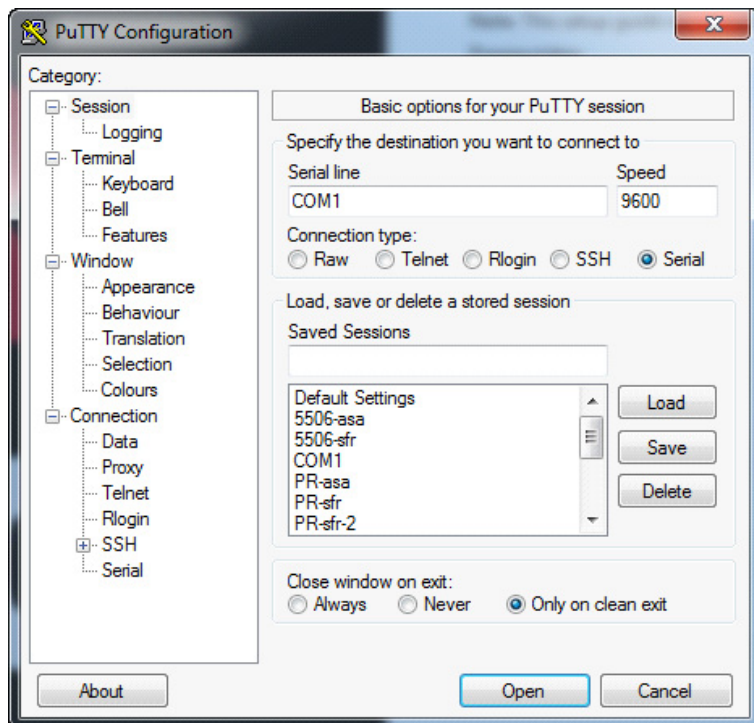 PuTTY Configuration
Category:
Session
Logging
Terminal
Keyboard
Bell
Features
Window
Appearance
Behaviour
Translation
Selection
Colours
Connection
Data
Proxy
Telnet
Rlogin
SSH
Serial
Basic options for your PuTTY session
Specify the destination you want to connect to
Serial line Speed
COM1 9600
Connection type:
Raw Telnet Rlogin SSH Serial
Load, save or delete a stored session
Saved Sessions
Default Settings
5506-asa
5506-sfr
COM1
PR-asa
PR-sfr
PR-sfr-2
Load
Save
Delete
Close window on exit:
Always Never Only on clean exit
About Open Cancel